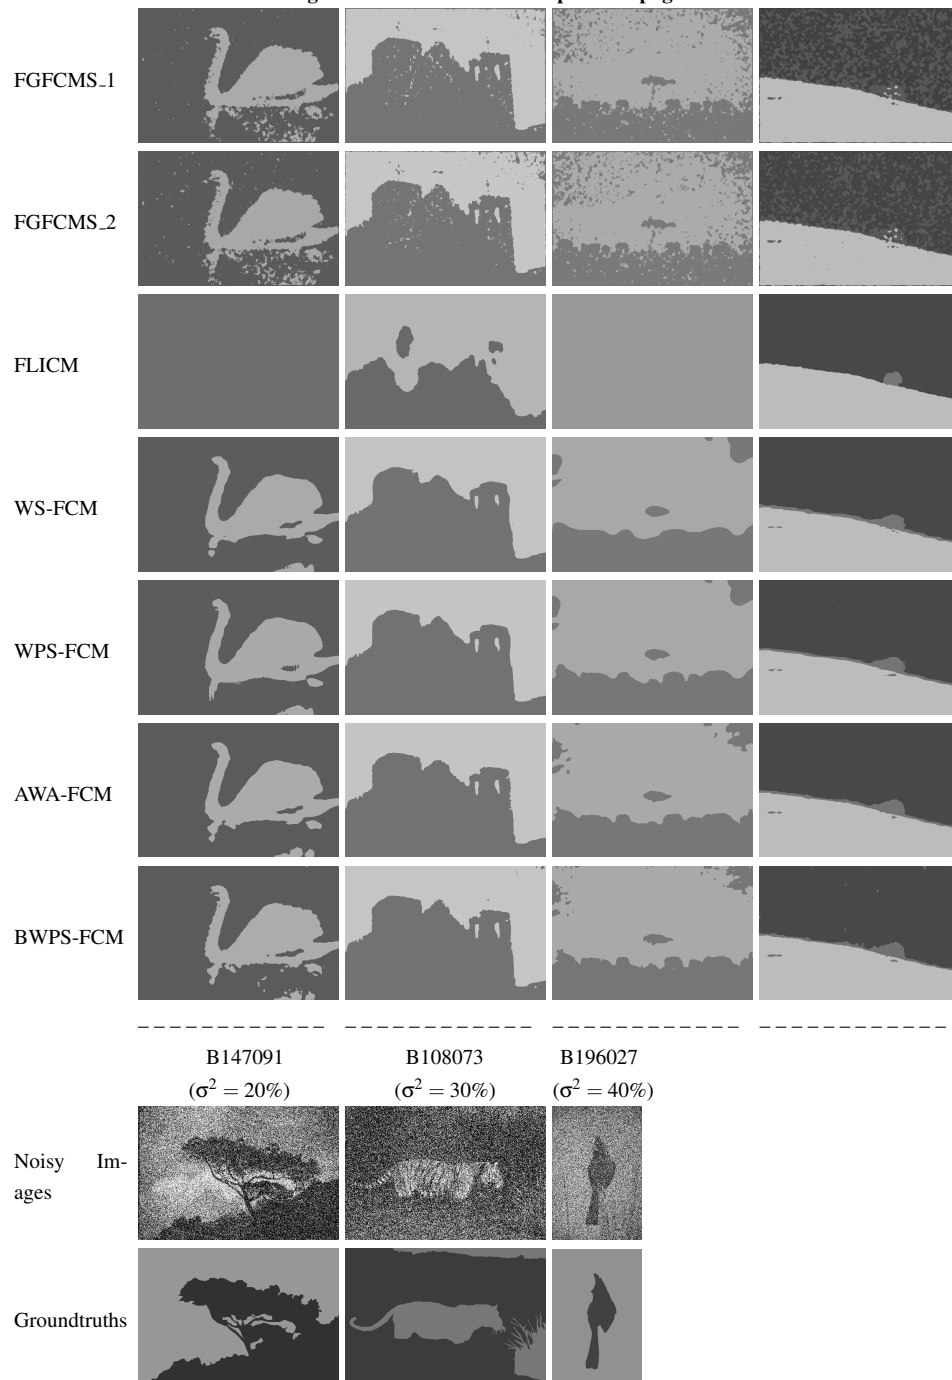 FGFCMS_1
FGFCMS_2
FLICM
WS-FCM
WPS-FCM
AWA-FCM
BWPS-FCM
B147091 B108073 B196027
(σ² = 20%) (σ² = 30%) (σ² = 40%)
Noisy Im-
ages
Groundtruths